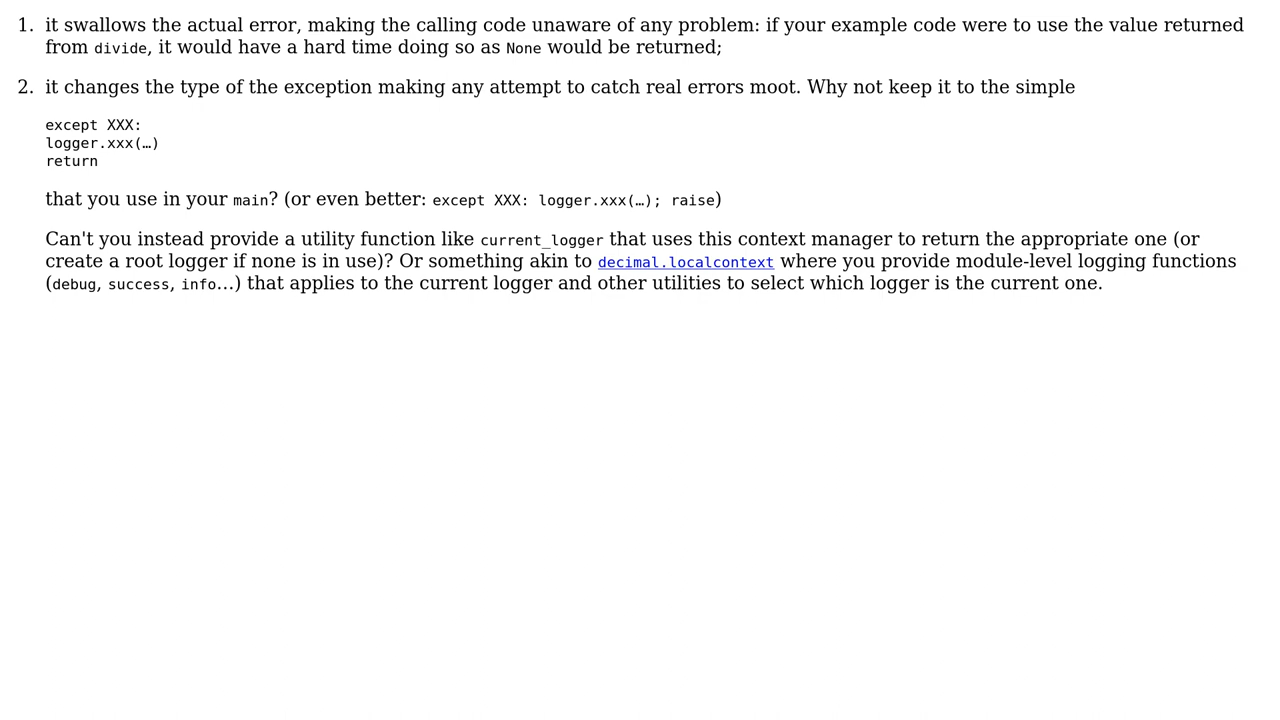 1. it swallows the actual error, making the calling code unaware of any problem: if your example code were to use the value returned
from divide, it would have a hard time doing so as None would be returned;
2. it changes the type of the exception making any attempt to catch real errors moot. Why not keep it to the simple
except XXX:
logger.xxx(…)
return
that you use in your main? (or even better: except XXX: logger.xxx(…); raise)
Can't you instead provide a utility function like current_logger that uses this context manager to return the appropriate one (or
create a root logger if none is in use)? Or something akin to decimal.localcontext where you provide module-level logging functions
(debug, success, info…) that applies to the current logger and other utilities to select which logger is the current one.